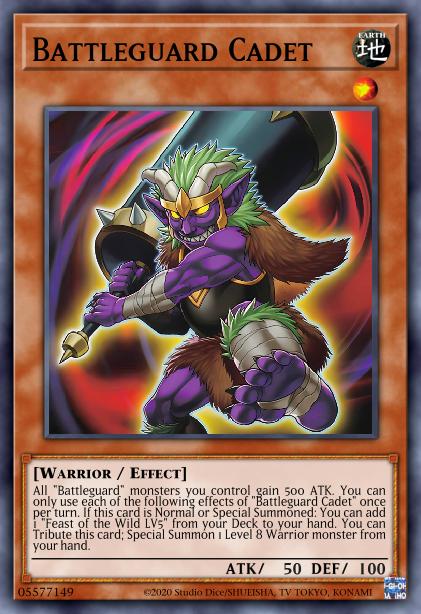 BATTLEGUARD CADET
EARTH
地
[WARRIOR / EFFECT]
All "Battleguard" monsters you control gain 500 ATK. You can
only use each of the following effects of "Battleguard Cadet" once
per turn. If this card is Normal or Special Summoned: You can add
1 "Feast of the Wild LV5" from your Deck to your hand. You can
Tribute this card; Special Summon 1 Level 8 Warrior monster from
your hand.
ATK/ 50 DEF/ 100
05577149
©2020 Studio Dice/SHUEISHA, TV TOKYO, KONAMI